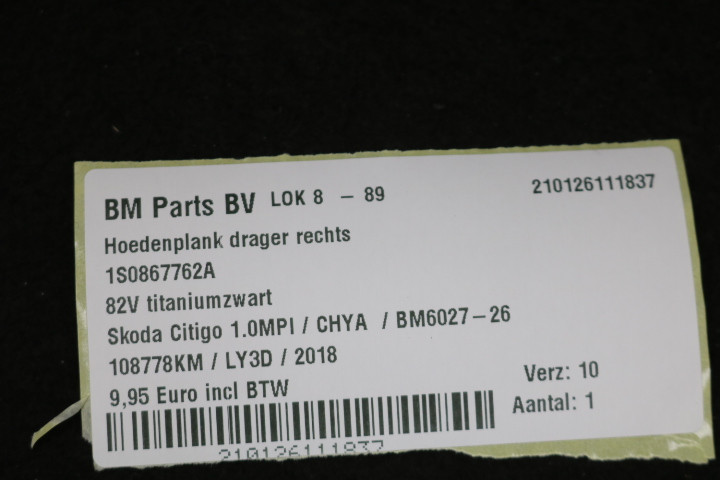 BM Parts BV LOK 8 - 89 210126111837
Hoedenplank drager rechts
1S0867762A
82V titaniumzwart
Skoda Citigo 1.0MPI / CHYA / BM6027-26
108778KM / LY3D / 2018
9,95 Euro incl BTW
Verz: 10
Aantal: 1
210126111837